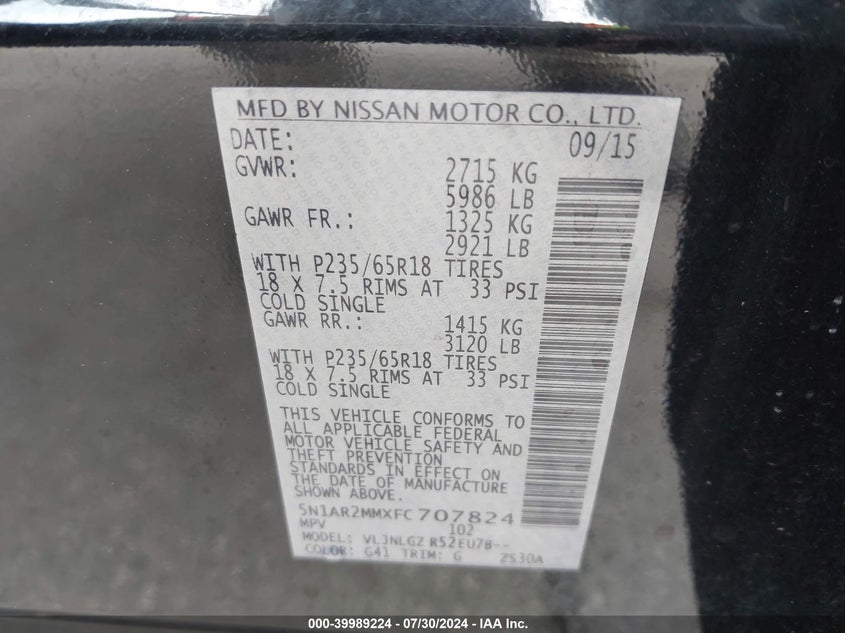 MFD BY NISSAN MOTOR CO., LTD.
DATE: 09/15
GVWR: 2715 KG
5986 LB
GAWR FR.: 1325 KG
2921 LB
WITH P235/65R18 TIRES
18 X 7.5 RIMS AT 33 PSI
COLD SINGLE
GAWR RR.: 1415 KG
3120 LB
WITH P235/65R18 TIRES
18 X 7.5 RIMS AT 33 PSI
COLD SINGLE
THIS VEHICLE CONFORMS TO
ALL APPLICABLE FEDERAL
MOTOR VEHICLE SAFETY AND
THEFT PREVENTION
STANDARDS IN EFFECT ON
THE DATE OF MANUFACTURE
SHOWN ABOVE.
5N1AR2MMXFC707824
MPV 102
MODEL: VLJNLGZ R52EU7B--
COLOR: G41 TRIM: G ZS30A
000-39989224 / 07/30/2024 - IAA Inc.